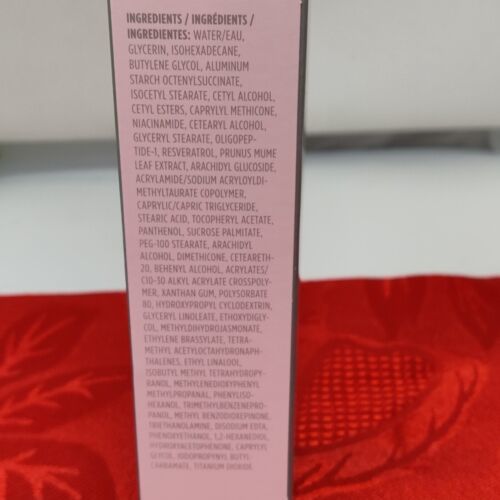 INGREDIENTS / INGRÉDIENTS /
INGREDIENTES: WATER/EAU,
GLYCERIN, ISOHEXADECANE,
BUTYLENE GLYCOL, ALUMINUM
STARCH OCTENYLSUCCINATE,
ISOCETYL STEARATE, CETYL ALCOHOL,
CETYL ESTERS, CAPRYLYL METHICONE,
NIACINAMIDE, CETEARYL ALCOHOL,
GLYCERYL STEARATE, OLIGOPEP-
TIDE-1, RESVERATROL, PRUNUS MUME
LEAF EXTRACT, ARACHIDYL GLUCOSIDE,
ACRYLAMIDE/SODIUM ACRYLOYLDI-
METHYLTAURATE COPOLYMER,
CAPRYLIC/CAPRIC TRIGLYCERIDE,
STEARIC ACID, TOCOPHERYL ACETATE,
PANTHENOL, SUCROSE PALMITATE,
PEG-100 STEARATE, ARACHIDYL
ALCOHOL, DIMETHICONE, CETEARETH-
20, BEHENYL ALCOHOL, ACRYLATES/
C10-30 ALKYL ACRYLATE CROSSPOLY-
MER, XANTHAN GUM, POLYSORBATE
80, HYDROXYPROPYL CYCLODEXTRIN,
GLYCERYL LINOLEATE, ETHOXYDIGLY-
COL, METHYLDIHYDROJASMONATE,
ETHYLENE BRASSYLATE, TETRA-
METHYL ACETYLOCTAHYDRONAPH-
THALENES, ETHYL LINALOOL,
ISOBUTYL METHYL TETRAHYDROPY-
RANOL, METHYLENEDIOXYPHENYL
METHYLPROPANAL, PHENYLISO-
HEXANOL, TRIMETHYLBENZENEPRO-
PANOL, METHYL BENZODIOXEPINONE,
TRIETHANOLAMINE, DISODIUM EDTA,
PHENOXYETHANOL, 1,2-HEXANEDIOL,
HYDROXYACETOPHENONE, CAPRYLYL
GLYCOL, IODOPROPYNYL BUTYL
CARBAMATE, TITANIUM DIOXIDE.